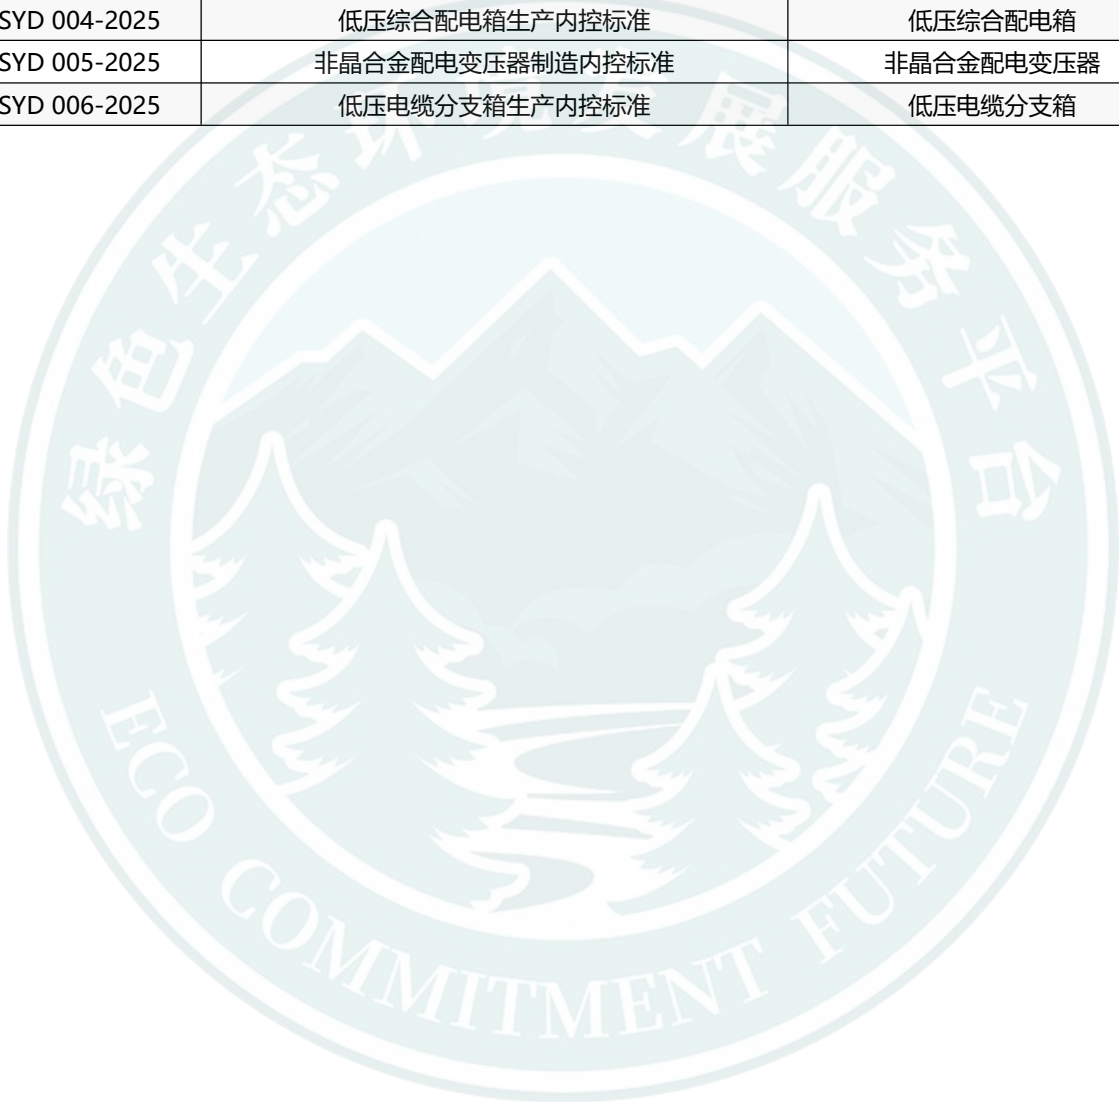 SYD 004-2025 低压综合配电箱生产内控标准 低压综合配电箱
SYD 005-2025 非晶合金配电变压器制造内控标准 非晶合金配电变压器
SYD 006-2025 低压电缆分支箱生产内控标准 低压电缆分支箱
绿色生态环境发展服务平台
ECO COMMITMENT FUTURE